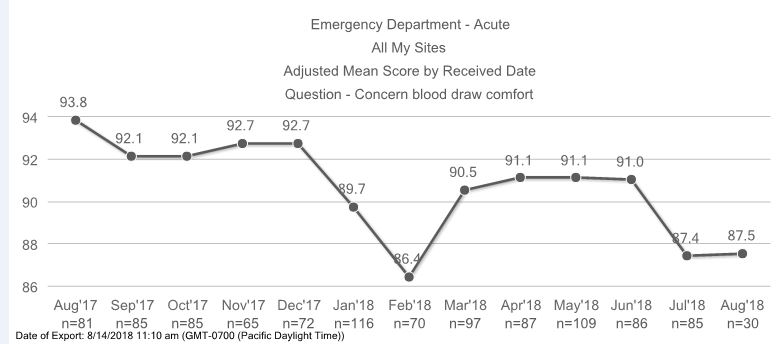 Emergency Department - Acute
All My Sites
Adjusted Mean Score by Received Date
Question - Concern blood draw comfort
94
92
90
88
86
93.8
92.1
92.1
92.7
92.7
89.7
86.4
90.5
91.1
91.1
91.0
87.4
87.5
Aug'17 Sep'17 Oct'17 Nov'17 Dec'17 Jan'18 Feb'18 Mar'18 Apr'18 May'18 Jun'18 Jul'18 Aug'18
n=81 n=85 n=85 n=65 n=72 n=116 n=70 n=97 n=87 n=109 n=86 n=85 n=30
Date of Export: 8/14/2018 11:10 am (GMT-0700 (Pacific Daylight Time))